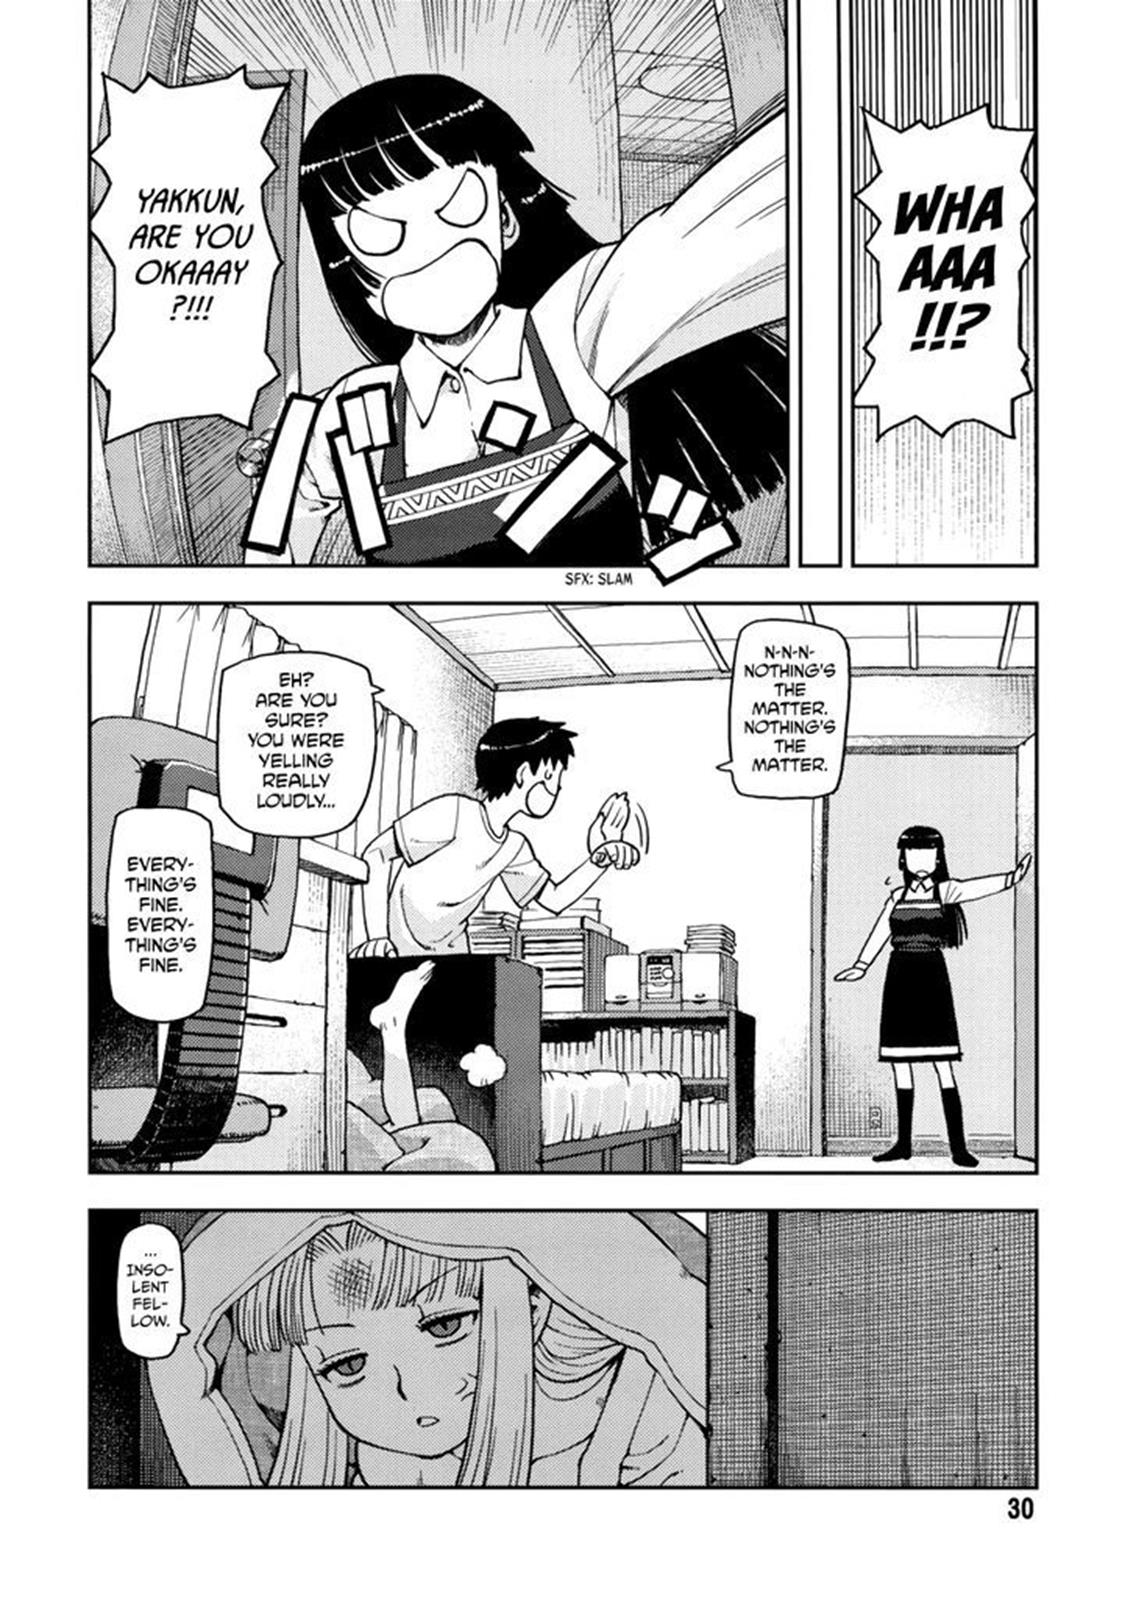 WHA
AAA
!!?
YAKKUN,
ARE YOU
OKAAAY
?!!!
SFX: SLAM
N-N-N-
NOTHING'S
THE
MATTER.
NOTHING'S
THE
MATTER.
EH?
ARE YOU
SURE?
YOU WERE
YELLING
REALLY
LOUDLY...
EVERY-
THING'S
FINE.
EVERY-
THING'S
FINE.
...
INSO-
LENT
FEL-
LOW.
30